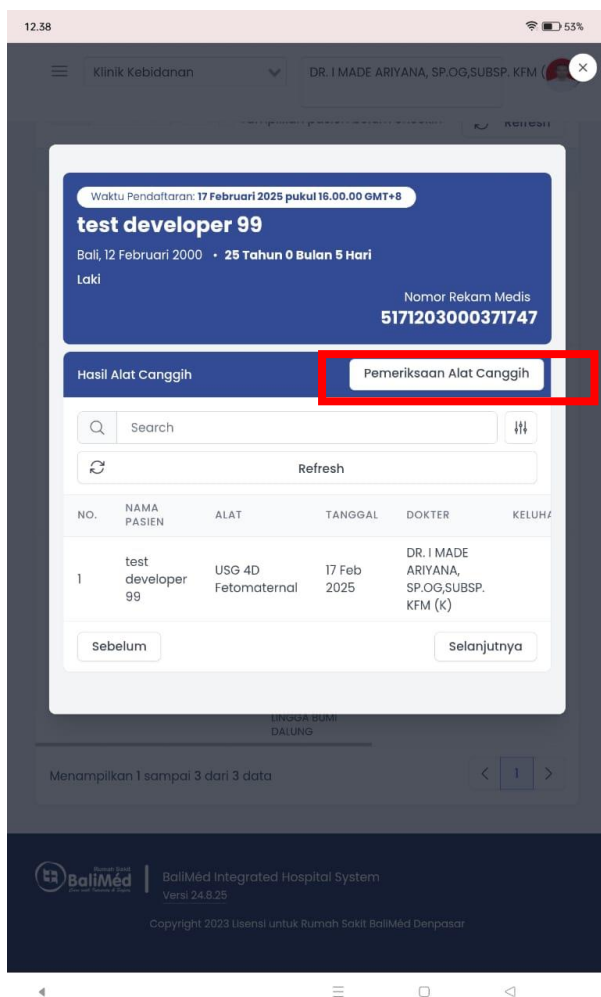 12.38
53%
Klinik Kebidanan
DR. I MADE ARIYANA, SP.OG,SUBSP. KFM (
Refresh
Waktu Pendaftaran: 17 Februari 2025 pukul 16.00.00 GMT+8
test developer 99
Bali, 12 Februari 2000 • 25 Tahun 0 Bulan 5 Hari
Laki
Nomor Rekam Medis
5171203000371747
Hasil Alat Canggih
Pemeriksaan Alat Canggih
Search
Refresh
NO. NAMA PASIEN ALAT TANGGAL DOKTER KELUHA
1 test developer 99 USG 4D Fetomaternal 17 Feb 2025 DR. I MADE ARIYANA, SP.OG,SUBSP. KFM (K)
Sebelum
Selanjutnya
LINGGA BUMI
DALUNG
Menampilkan 1 sampai 3 dari 3 data
1
Rumah Sakit
BaliMéd
BaliMéd Integrated Hospital System
Versi 24.8.25
Copyright 2023 Lisensi untuk Rumah Sakit BaliMéd Denpasar